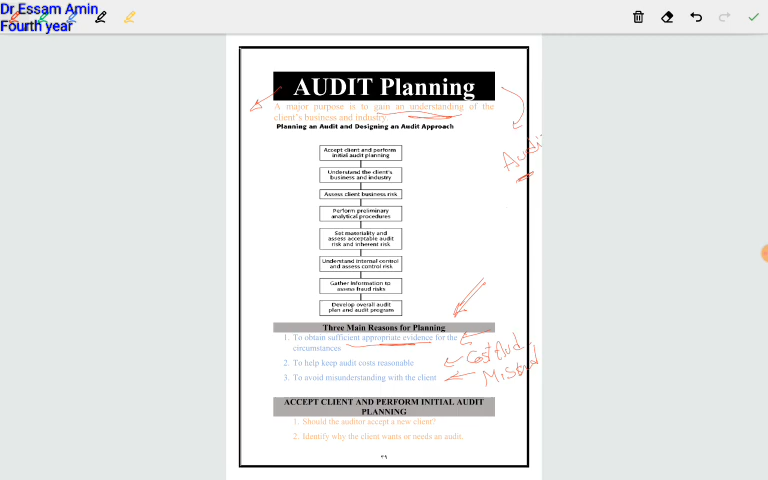 Dr Essam Amin
Fourth year
AUDIT Planning
A major purpose is to gain an understanding of the
client's business and industry.
Planning an Audit and Designing an Audit Approach
Accept client and perform
initial audit planning
Understand the client's
business and industry
Assess client business risk
Perform preliminary
analytical procedures
Set materiality and
assess acceptable audit
risk and inherent risk
Understand internal control
and assess control risk
Gather information to
assess fraud risks
Develop overall audit
plan and audit program
Audi
Three Main Reasons for Planning
1. To obtain sufficient appropriate evidence for the
circumstances
2. To help keep audit costs reasonable
Cost Aud
3. To avoid misunderstanding with the client
ACCEPT CLIENT AND PERFORM INITIAL AUDIT
PLANNING
1. Should the auditor accept a new client?
2. Identify why the client wants or needs an audit.
٢٩